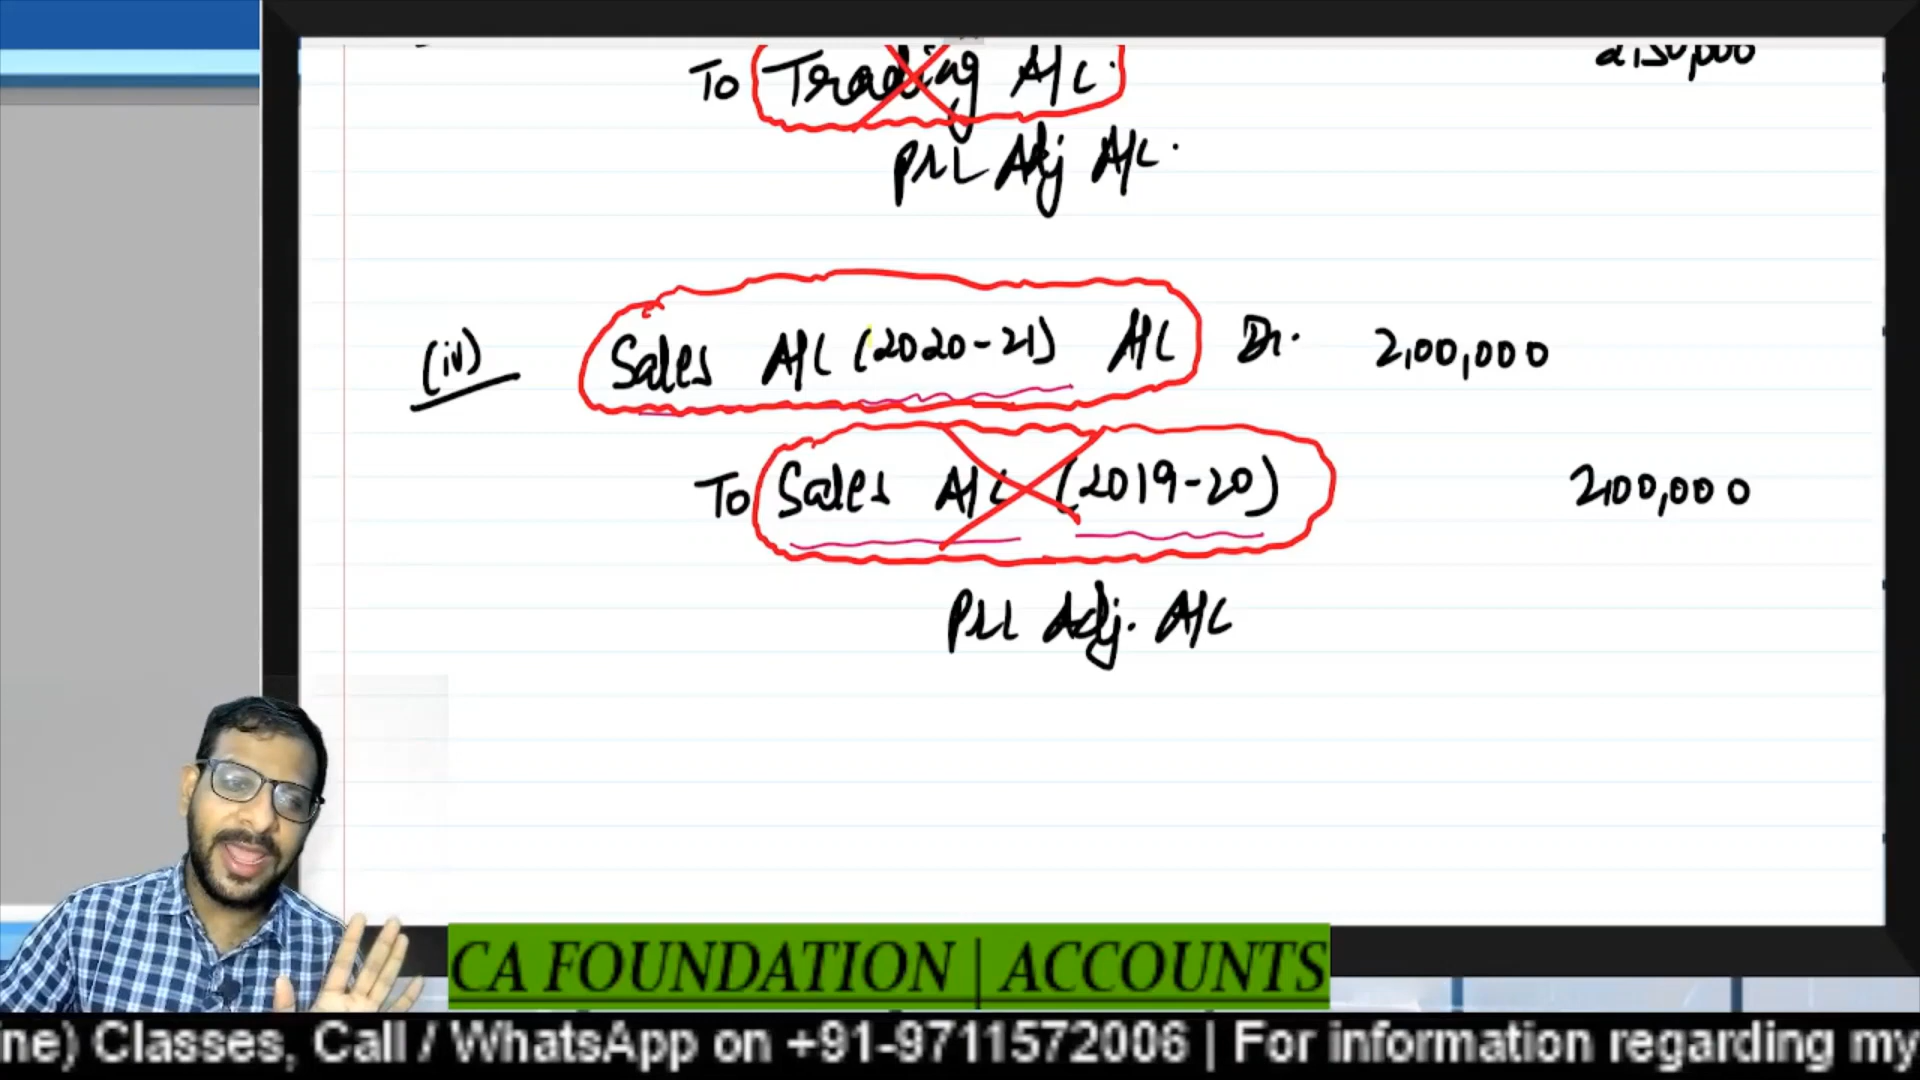 To Trading A/c.
P&L Adj A/c.
(iv) Sales A/c (2020-21) A/c Dr. 2,00,000
To Sales A/c (2019-20) 2,00,000
P&L Adj. A/c
CA FOUNDATION | ACCOUNTS
ne) Classes, Call / WhatsApp on +91-9711572006 | For information regarding my